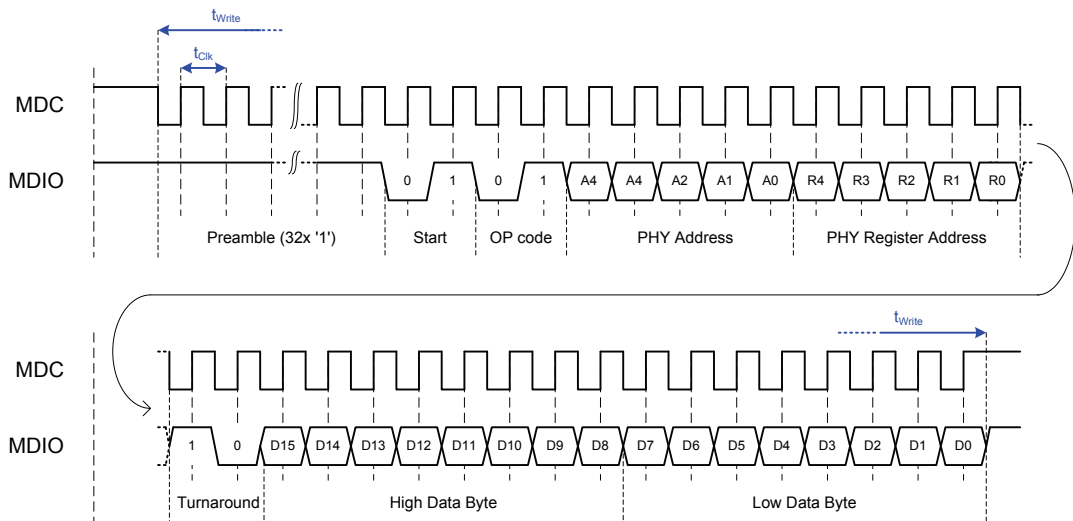 tWrite
tClk
MDC
MDIO
0 1 0 1 A4 A4 A2 A1 A0 R4 R3 R2 R1 R0
Preamble (32x '1') Start OP code PHY Address PHY Register Address
tWrite
MDC
MDIO
1 0 D15 D14 D13 D12 D11 D10 D9 D8 D7 D6 D5 D4 D3 D2 D1 D0
Turnaround High Data Byte Low Data Byte